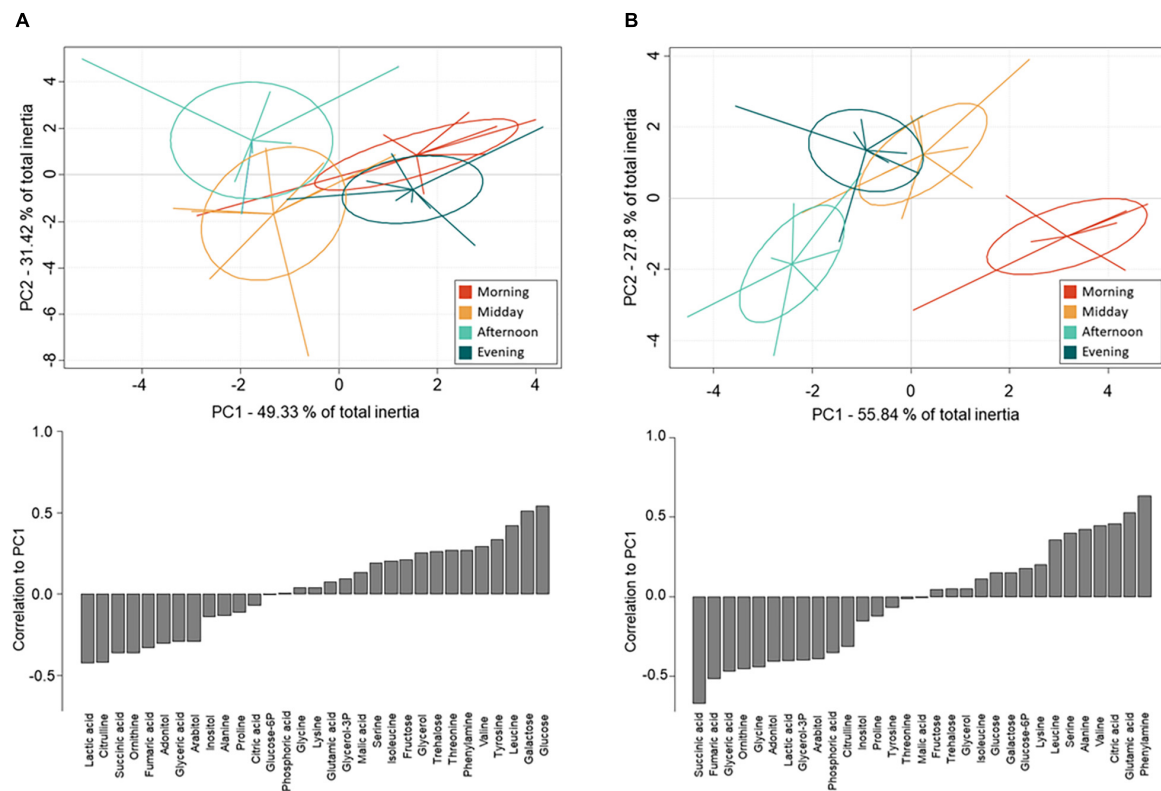 A
4
2
0
-2
-4
-6
-8
PC2 - 31.42 % of total inertia
Morning
Midday
Afternoon
Evening
-4
-2
0
2
4
PC1 - 49.33 % of total inertia
1.0
0.5
0.0
-0.5
Correlation to PC1
Lactic acid
Citrulline
Succinic acid
Ornithine
Fumaric acid
Adonitol
Glyceric acid
Arabitol
Inositol
Alanine
Proline
Citric acid
Glucose-6P
Phosphoric acid
Glycine
Lysine
Glutamic acid
Glycerol-3P
Malic acid
Serine
Isoleucine
Fructose
Glycerol
Trehalose
Threonine
Phenylamine
Valine
Tyrosine
Leucine
Galactose
Glucose
B
4
2
0
-2
-4
PC2 - 27.8 % of total inertia
Morning
Midday
Afternoon
Evening
-4
-2
0
2
4
PC1 - 55.84 % of total inertia
1.0
0.5
0.0
-0.5
Correlation to PC1
Succinic acid
Fumaric acid
Glyceric acid
Ornithine
Glycine
Adonitol
Lactic acid
Glycerol-3P
Arabitol
Phosphoric acid
Citrulline
Inositol
Proline
Tyrosine
Threonine
Malic acid
Fructose
Trehalose
Glycerol
Isoleucine
Glucose
Galactose
Glucose-6P
Lysine
Leucine
Serine
Alanine
Valine
Citric acid
Glutamic acid
Phenylamine